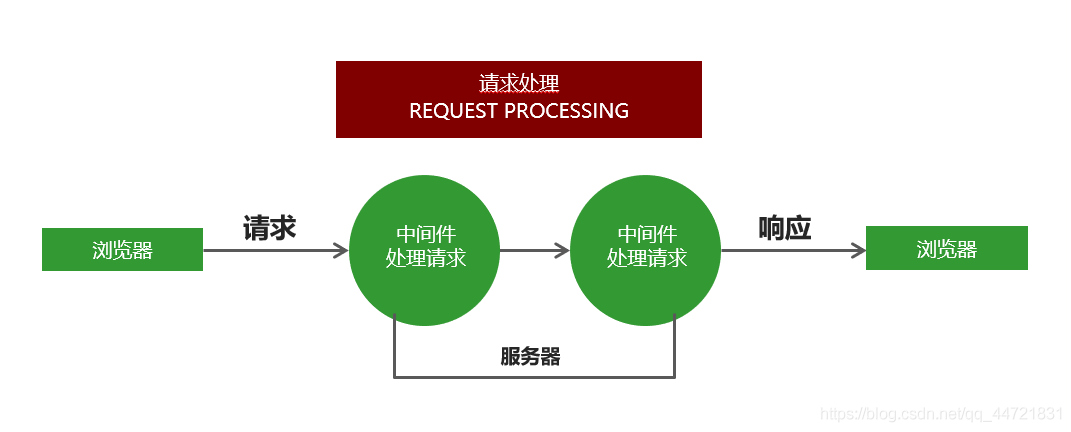 请求处理
REQUEST PROCESSING
浏览器
请求
中间件
处理请求
中间件
处理请求
响应
浏览器
服务器
https://blog.csdn.net/qq_44721831